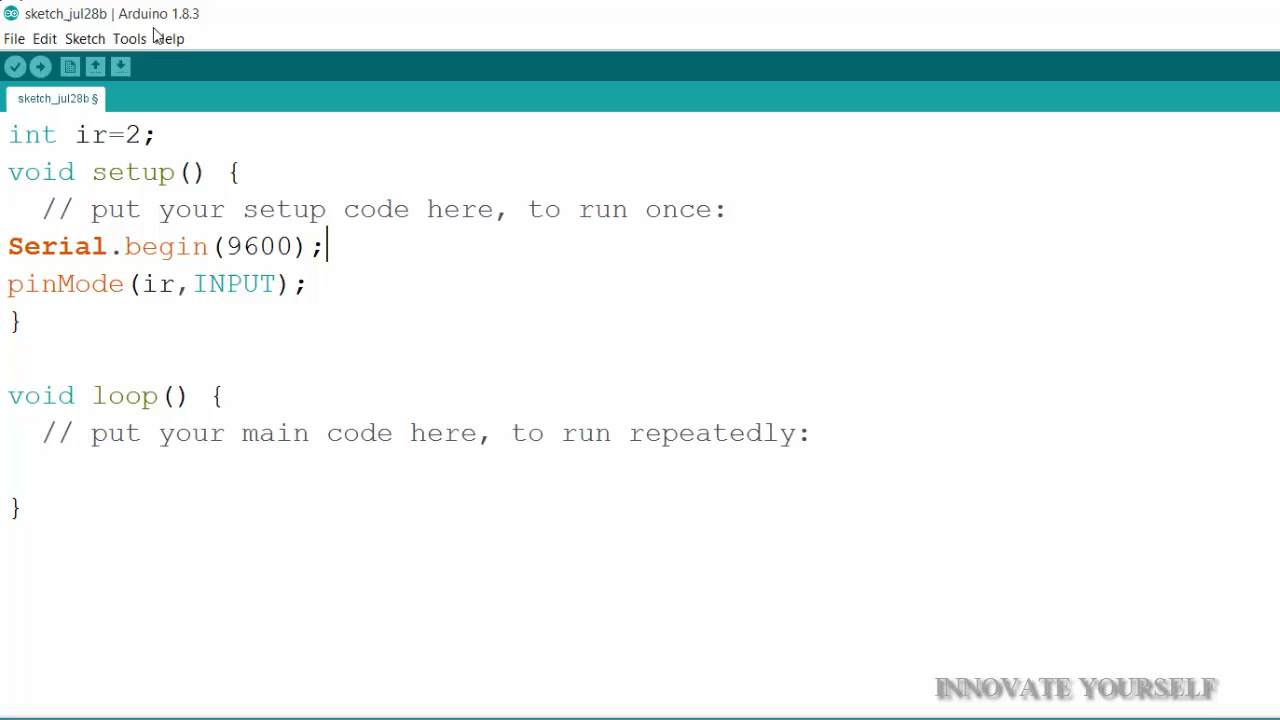 sketch_jul28b | Arduino 1.8.3
File Edit Sketch Tools Help
sketch_jul28b §
int ir=2;
void setup() {
  // put your setup code here, to run once:
Serial.begin(9600);
pinMode(ir,INPUT);
}
void loop() {
  // put your main code here, to run repeatedly:
}
INNOVATE YOURSELF